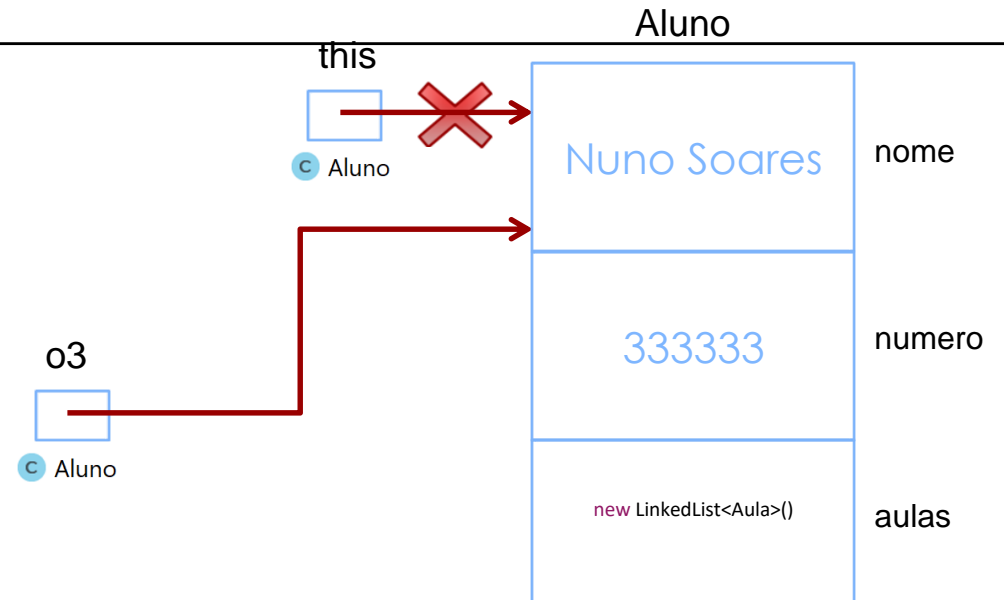 Aluno
this
C Aluno
Nuno Soares
nome
o3
C Aluno
333333
numero
new LinkedList<Aula>()
aulas